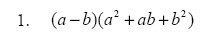 1. (a−b)(a² +ab+b²)